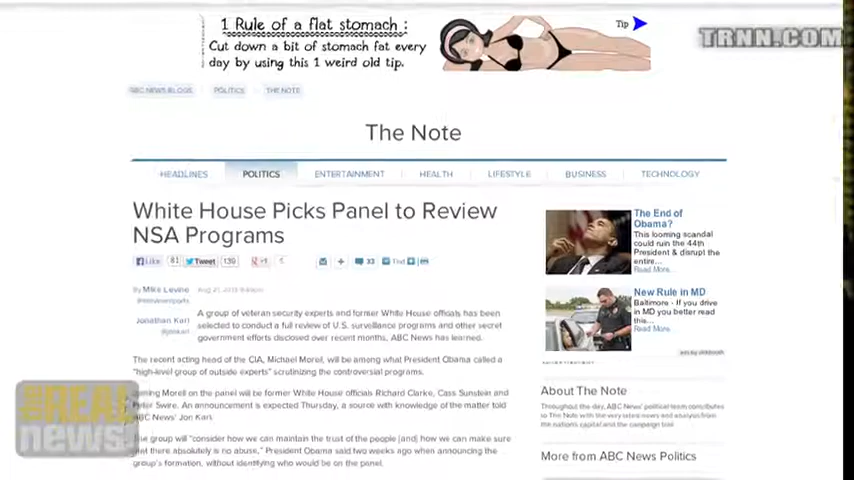 1 Rule of a flat stomach :
Cut down a bit of stomach fat every
day by using this 1 weird old tip.
Tip
TRNN.COM
ABC NEWS BLOGS
POLITICS
THE NOTE
The Note
HEADLINES
POLITICS
ENTERTAINMENT
HEALTH
LIFESTYLE
BUSINESS
TECHNOLOGY
White House Picks Panel to Review
NSA Programs
Like 81 Tweet 139 +1 33
By Mike Levine
Aug 21, 2013
Jonathan Karl
A group of veteran security experts and former White House officials has been
selected to conduct a full review of U.S. surveillance programs and other secret
government efforts disclosed over recent months, ABC News has learned.
The recent acting head of the CIA, Michael Morell, will be among what President Obama called a
"high-level group of outside experts" scrutinizing the controversial programs.
Morell on the panel will be former White House officials Richard Clarke, Cass Sunstein and
Peter Swire. An announcement is expected Thursday, a source with knowledge of the matter told
ABC News' Jon Karl.
group will "consider how we can maintain the trust of the people [and] how we can make sure
that there absolutely is no abuse," President Obama said two weeks ago when announcing the
group's formation, without identifying who would be on the panel.
The End of
Obama?
This looming scandal
could ruin the 44th
President & disrupt the
entire...
Read More...
New Rule in MD
Baltimore - If you drive
in MD you better read
this...
Read More
About The Note
Throughout the day, ABC News' political team contributes
to The Note with the very latest news and analysis from
the nation's capital and the campaign trail
More from ABC News Politics
THE REAL
news